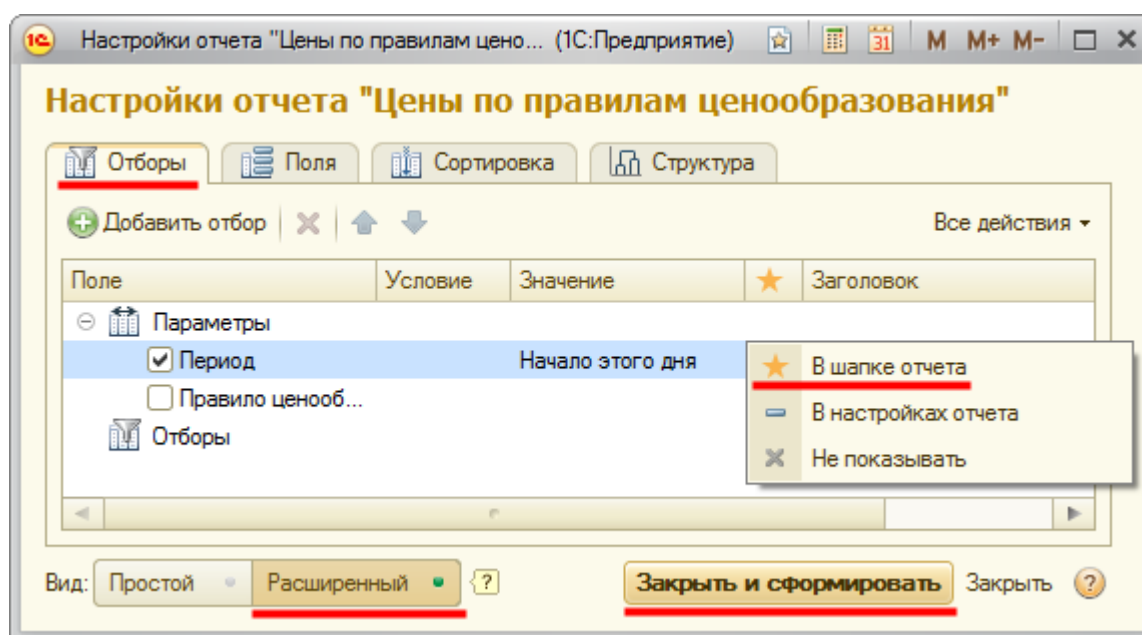 1С Настройки отчета "Цены по правилам цено... (1С:Предприятие) 31 M M+ M-
Настройки отчета "Цены по правилам ценообразования"
Отборы Поля Сортировка Структура
Добавить отбор Все действия
Поле Условие Значение Заголовок
Параметры
Период Начало этого дня
В шапке отчета
Правило ценооб...
В настройках отчета
Отборы
Не показывать
Вид: Простой Расширенный ? Закрыть и сформировать Закрыть ?